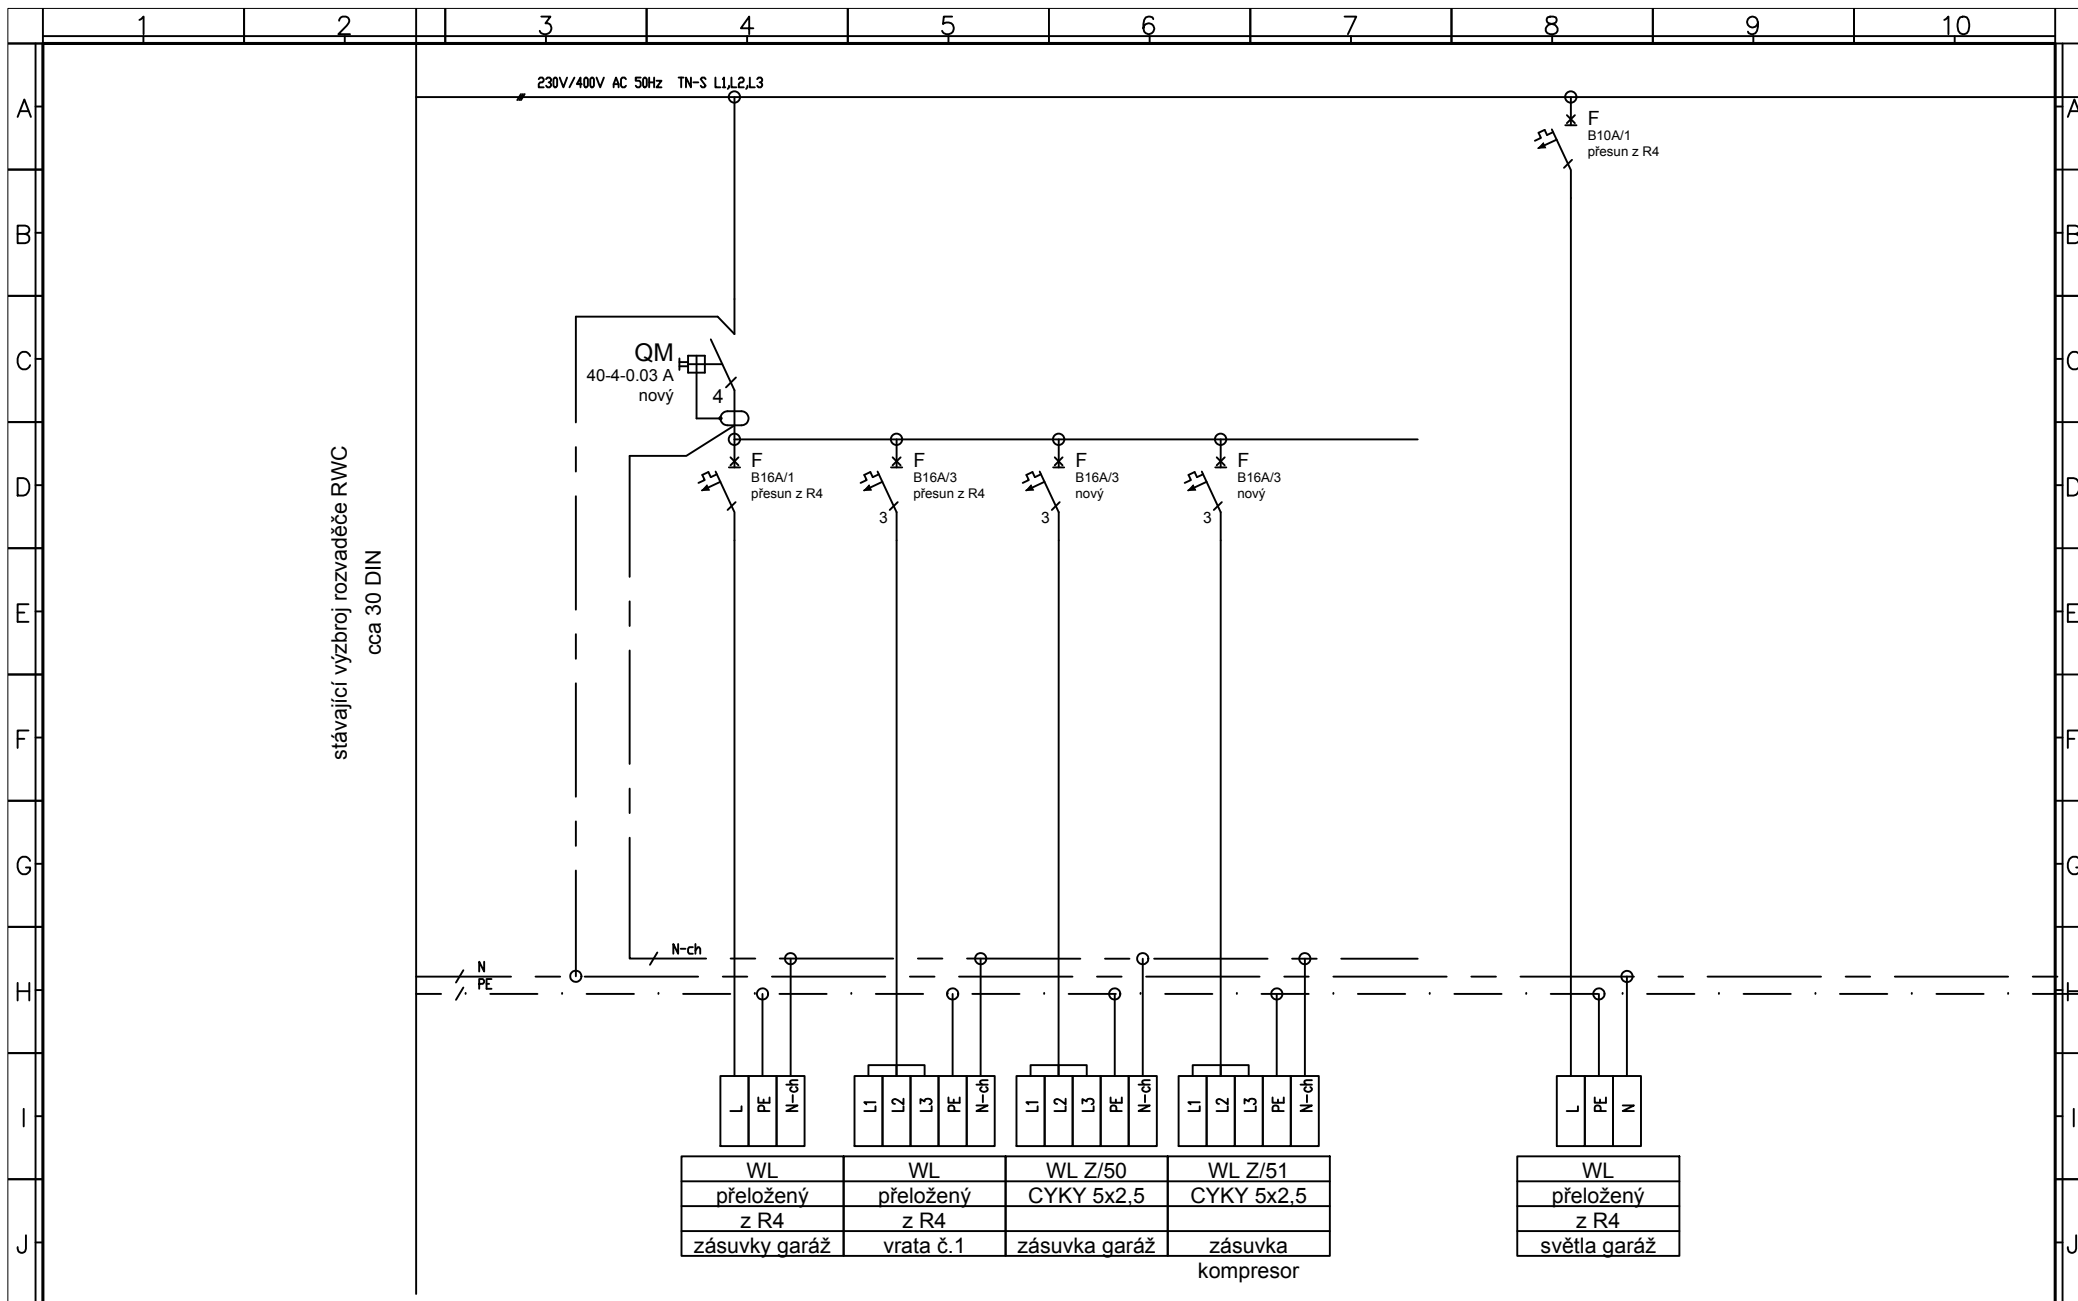 1 2 3 4 5 6 7 8 9 10
230V/400V AC 50Hz TN-S L1,L2,L3
A
A
F
B10A/1
přesun z R4
B
B
C
C
QM
40-4-0.03 A
nový
4
D
D
F
B16A/1
přesun z R4
F
B16A/3
přesun z R4
3
F
B16A/3
nový
3
F
B16A/3
nový
3
stávající výzbroj rozvaděče RWC
cca 30 DIN
E
E
F
F
G
G
N-ch
N
PE
H
H
I
I
L PE N-ch
L1 L2 L3 PE N-ch
L1 L2 L3 PE N-ch
L1 L2 L3 PE N-ch
L PE N
J
J
WL
přeložený
z R4
zásuvky garáž
WL
přeložený
z R4
vrata č.1
WL Z/50
CYKY 5x2,5
zásuvka garáž
WL Z/51
CYKY 5x2,5
zásuvka
kompresor
WL
přeložený
z R4
světla garáž